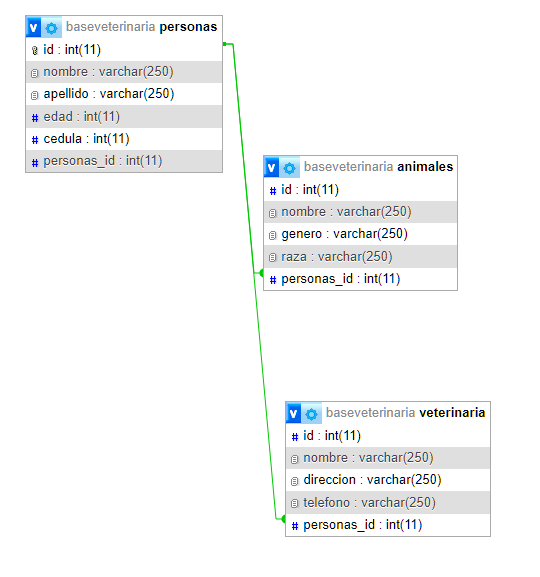 baseveterinaria personas
id : int(11)
nombre : varchar(250)
apellido : varchar(250)
# edad : int(11)
# cedula : int(11)
# personas_id : int(11)
baseveterinaria animales
# id : int(11)
nombre : varchar(250)
genero : varchar(250)
raza : varchar(250)
# personas_id : int(11)
baseveterinaria veterinaria
# id : int(11)
nombre : varchar(250)
direccion : varchar(250)
telefono : varchar(250)
# personas_id : int(11)